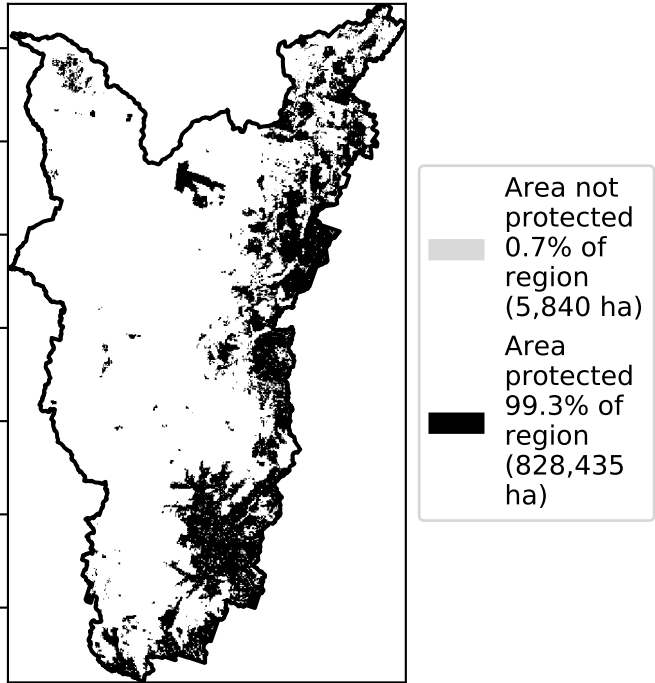 Area not
protected
0.7% of
region
(5,840 ha)
Area
protected
99.3% of
region
(828,435
ha)